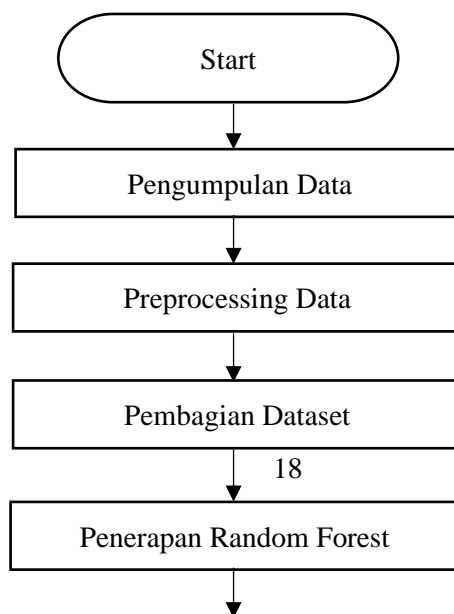 Start
Pengumpulan Data
Preprocessing Data
Pembagian Dataset
18
Penerapan Random Forest